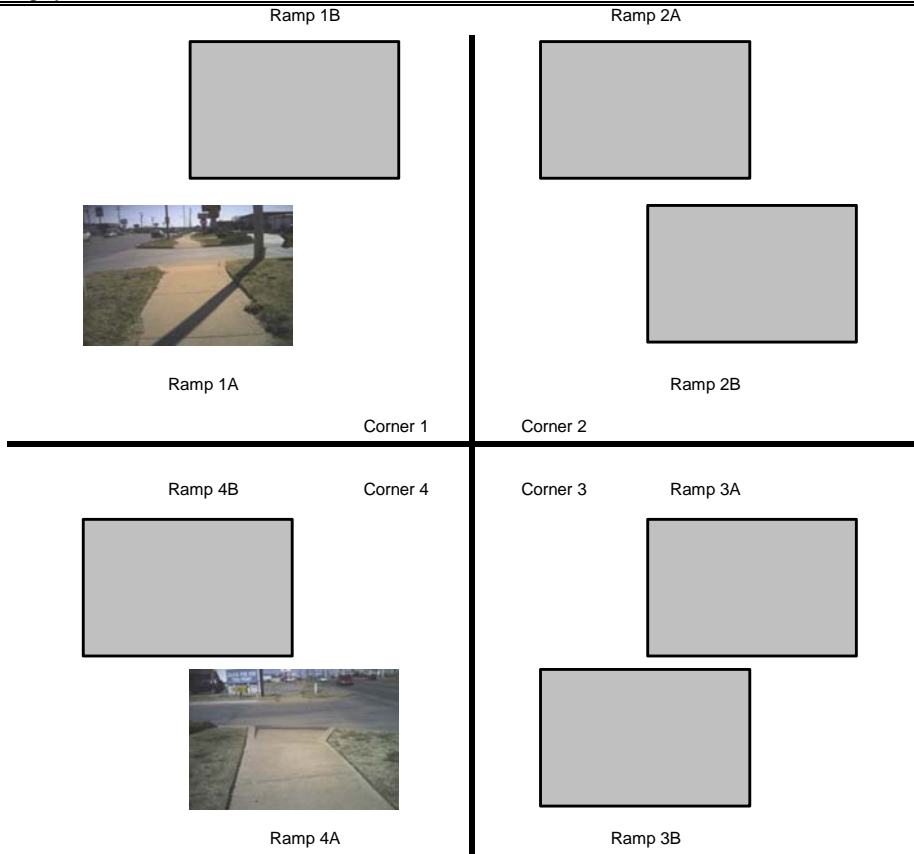 Ramp 1B Ramp 2A
Ramp 1A Ramp 2B
Corner 1 Corner 2
Ramp 4B Corner 4 Corner 3 Ramp 3A
Ramp 4A Ramp 3B